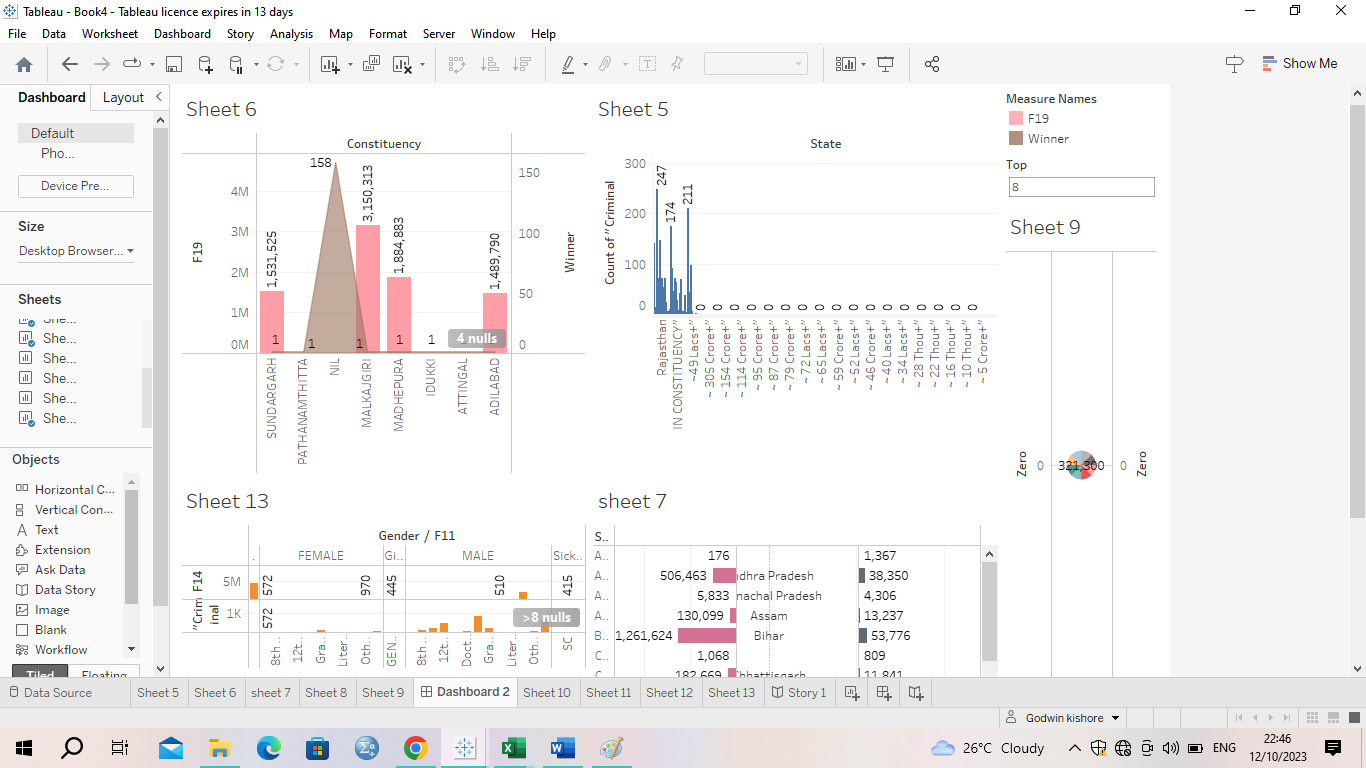 Tableau - Book4 - Tableau licence expires in 13 days
File Data Worksheet Dashboard Story Analysis Map Format Server Window Help
Show Me
Dashboard Layout
Default
Pho...
Device Pre...
Size
Desktop Browser...
Sheets
She...
She...
She...
She...
She...
She...
Objects
Horizontal C...
Vertical Con...
Text
Extension
Ask Data
Data Story
Image
Blank
Workflow
Tiled Floating
Sheet 6
Constituency
F19
4M
3M
2M
1M
0M
150
100
50
0
Winner
158
1,531,525
3,150,313
1,884,883
1,489,790
1 1 1 1 1 1
4 nulls
SUNDARGARH
PATHANAMTHITTA
NIL
MALKAJGIRI
MADHEPURA
IDUKKI
ATTINGAL
ADILABAD
Sheet 5
State
Count of "Criminal
300
200
100
0
247
174
211
0 0 0 0 0 0 0 0 0 0 0 0 0 0 0
Rajasthan
IN CONSTITUENCY"
~49 Lacs+"
~ 305 Crore+"
~ 154 Crore+"
~ 114 Crore+"
~ 95 Crore+"
~ 87 Crore+"
~ 79 Crore+"
~ 72 Lacs+"
~ 65 Lacs+"
~ 59 Crore+"
~ 52 Lacs+"
~ 46 Crore+"
~ 40 Lacs+"
~ 34 Lacs+"
~ 28 Thou+"
~ 22 Thou+"
~ 16 Thou+"
~ 10 Thou+"
~ 5 Crore+"
Measure Names
F19
Winner
Top
8
Sheet 9
Zero 0 321,300 0 Zero
Sheet 13
Gender / F11
. FEMALE Gi.. MALE Sick..
F14
5M
572 970 445 510 415
"Crim
inal
1K
572
>8 nulls
8th..
12t..
Gra..
Liter..
Oth..
GEN..
8th..
12t..
Doct..
Gra..
Liter..
Oth..
SC
sheet 7
S..
A.. 176 1,367
A.. 506,463 udhra Pradesh 38,350
A.. 5,833 nachal Pradesh 4,306
A.. 130,099 Assam 13,237
B.. 1,261,624 Bihar 53,776
C.. 1,068 809
C.. 182,669 Chhattisgarh 11,841
Data Source Sheet 5 Sheet 6 sheet 7 Sheet 8 Sheet 9 Dashboard 2 Sheet 10 Sheet 11 Sheet 12 Sheet 13 Story 1
Godwin kishore
26°C Cloudy ENG 22:46
12/10/2023